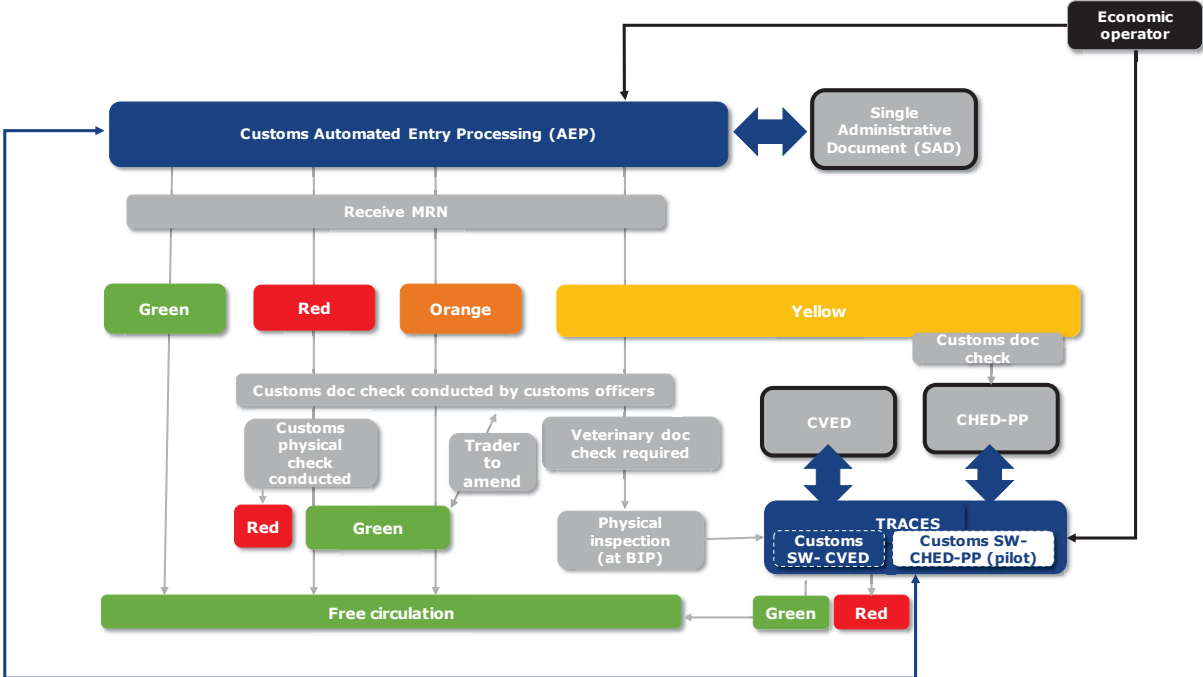 Economic
operator
Customs Automated Entry Processing (AEP)
Single
Administrative
Document (SAD)
Receive MRN
Green
Red
Orange
Yellow
Customs doc
check
Customs doc check conducted by customs officers
CVED
CHED-PP
Customs
physical
check
conducted
Trader
to
amend
Veterinary doc
check required
Red
Green
Physical
inspection
(at BIP)
TRACES
Customs
SW- CVED
Customs SW-
CHED-PP (pilot)
Free circulation
Green
Red